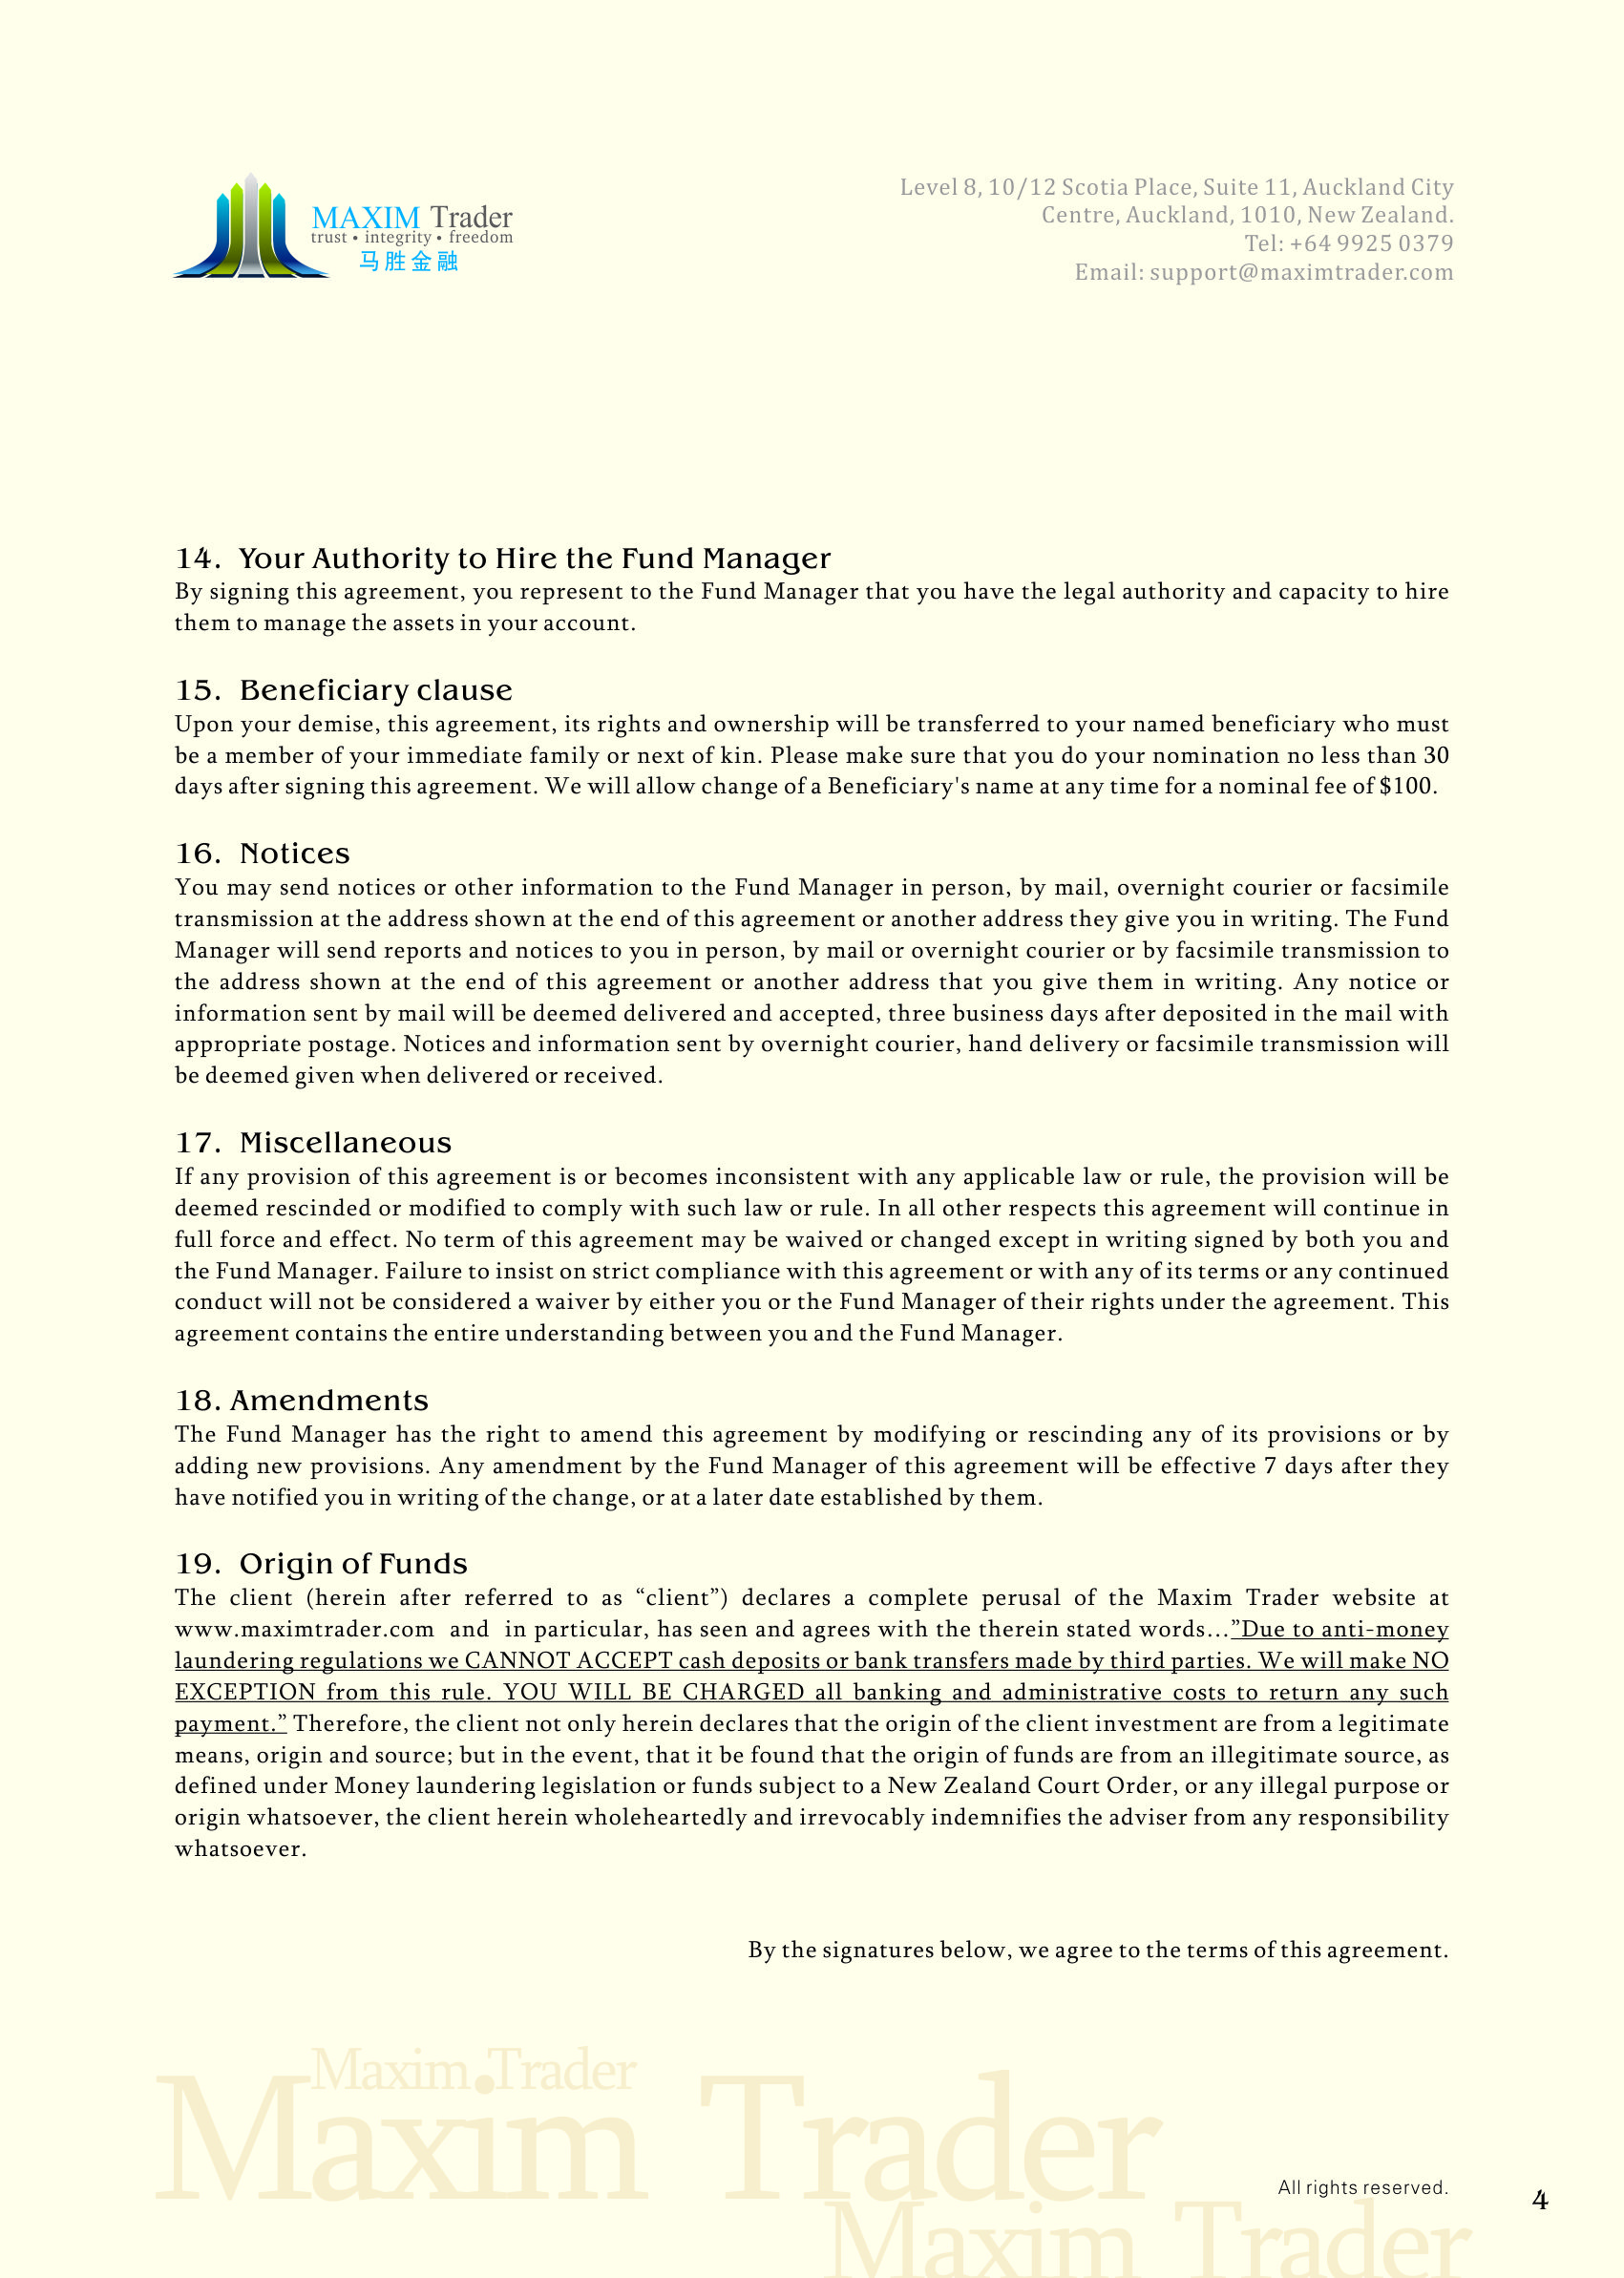 MAXIM Trader
trust • integrity • freedom
马胜金融
Level 8, 10/12 Scotia Place, Suite 11, Auckland City
Centre, Auckland, 1010, New Zealand.
Tel: +64 9925 0379
Email: support@maximtrader.com
14. Your Authority to Hire the Fund Manager
By signing this agreement, you represent to the Fund Manager that you have the legal authority and capacity to hire
them to manage the assets in your account.
15. Beneficiary clause
Upon your demise, this agreement, its rights and ownership will be transferred to your named beneficiary who must
be a member of your immediate family or next of kin. Please make sure that you do your nomination no less than 30
days after signing this agreement. We will allow change of a Beneficiary's name at any time for a nominal fee of $100.
16. Notices
You may send notices or other information to the Fund Manager in person, by mail, overnight courier or facsimile
transmission at the address shown at the end of this agreement or another address they give you in writing. The Fund
Manager will send reports and notices to you in person, by mail or overnight courier or by facsimile transmission to
the address shown at the end of this agreement or another address that you give them in writing. Any notice or
information sent by mail will be deemed delivered and accepted, three business days after deposited in the mail with
appropriate postage. Notices and information sent by overnight courier, hand delivery or facsimile transmission will
be deemed given when delivered or received.
17. Miscellaneous
If any provision of this agreement is or becomes inconsistent with any applicable law or rule, the provision will be
deemed rescinded or modified to comply with such law or rule. In all other respects this agreement will continue in
full force and effect. No term of this agreement may be waived or changed except in writing signed by both you and
the Fund Manager. Failure to insist on strict compliance with this agreement or with any of its terms or any continued
conduct will not be considered a waiver by either you or the Fund Manager of their rights under the agreement. This
agreement contains the entire understanding between you and the Fund Manager.
18. Amendments
The Fund Manager has the right to amend this agreement by modifying or rescinding any of its provisions or by
adding new provisions. Any amendment by the Fund Manager of this agreement will be effective 7 days after they
have notified you in writing of the change, or at a later date established by them.
19. Origin of Funds
The client (herein after referred to as “client”) declares a complete perusal of the Maxim Trader website at
www.maximtrader.com and in particular, has seen and agrees with the therein stated words...”Due to anti-money
laundering regulations we CANNOT ACCEPT cash deposits or bank transfers made by third parties. We will make NO
EXCEPTION from this rule. YOU WILL BE CHARGED all banking and administrative costs to return any such
payment.” Therefore, the client not only herein declares that the origin of the client investment are from a legitimate
means, origin and source; but in the event, that it be found that the origin of funds are from an illegitimate source, as
defined under Money laundering legislation or funds subject to a New Zealand Court Order, or any illegal purpose or
origin whatsoever, the client herein wholeheartedly and irrevocably indemnifies the adviser from any responsibility
whatsoever.
By the signatures below, we agree to the terms of this agreement.
Maxim Trader
Maxim Trader
All rights reserved.
4
Maxim Trader